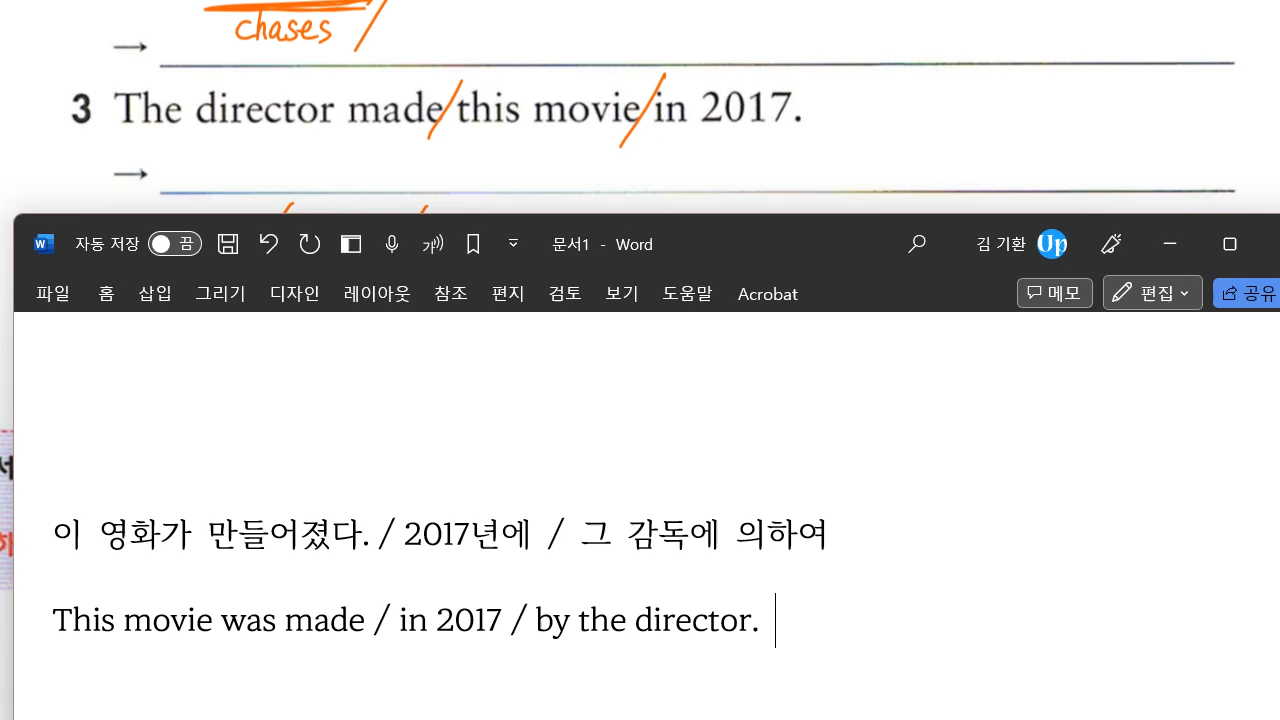 chases
→
3 The director made / this movie / in 2017.
→
자동 저장 끔 가)) 문서1 - Word 김 기환 Up
파일 홈 삽입 그리기 디자인 레이아웃 참조 편지 검토 보기 도움말 Acrobat 메모 편집 공유
이 영화가 만들어졌다. / 2017년에 / 그 감독에 의하여
This movie was made / in 2017 / by the director.